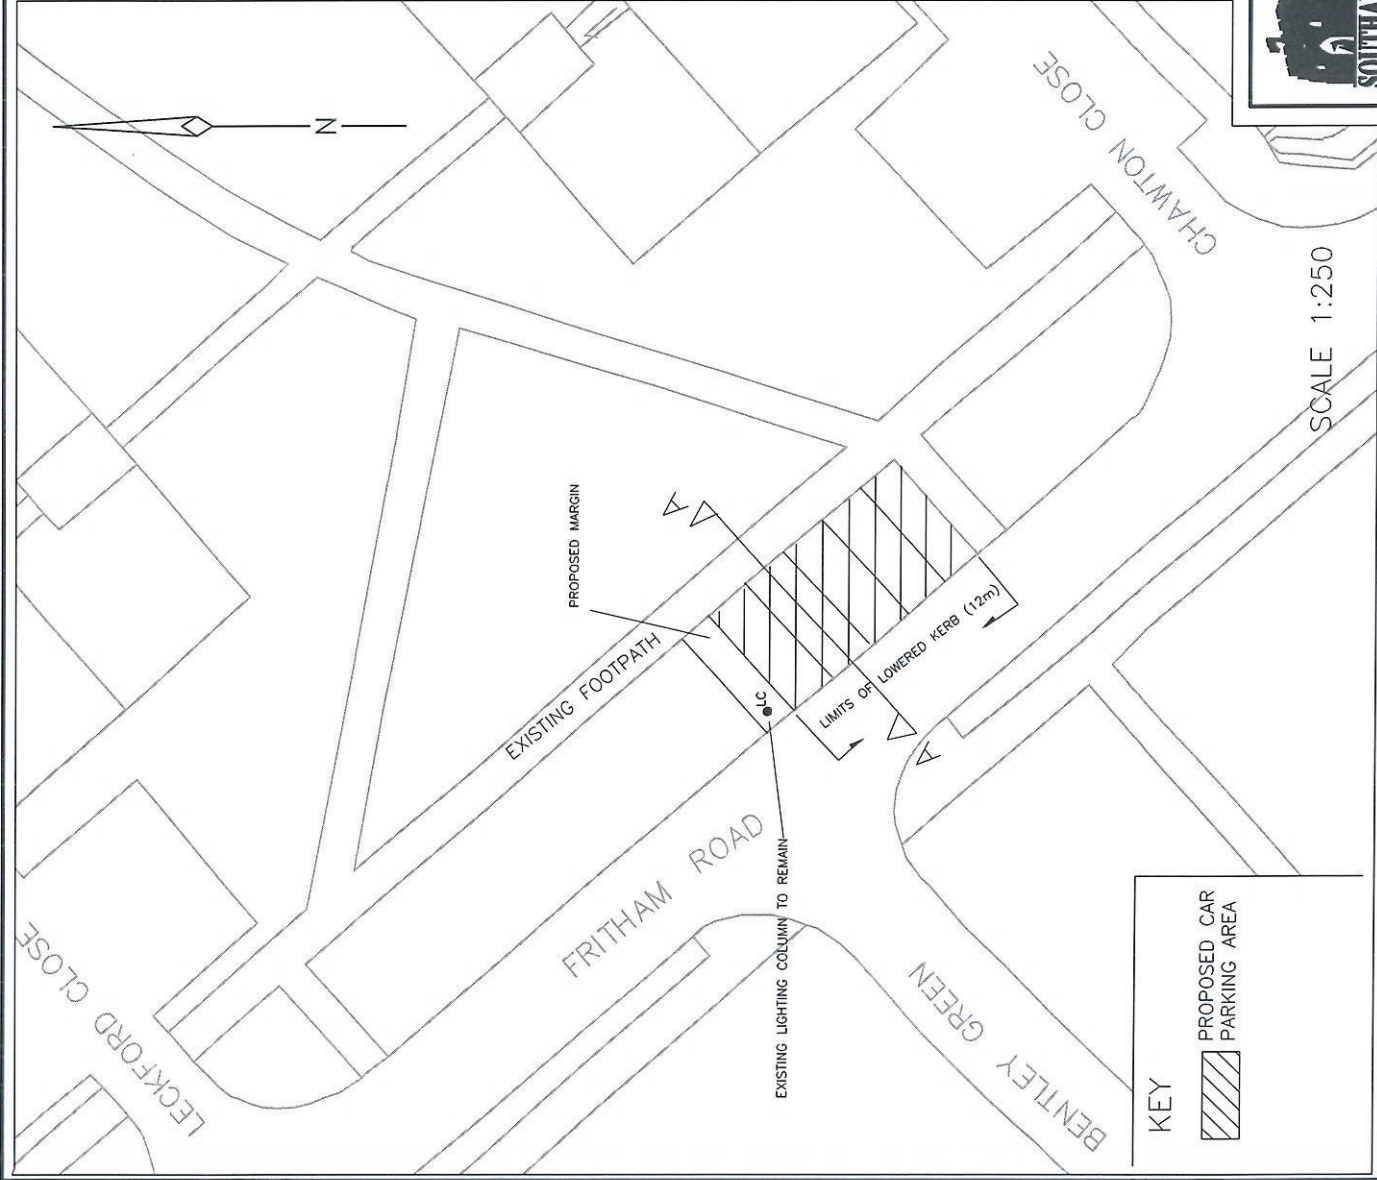 N
CHAWTON CLOSE
SOUTHA
PROPOSED MARGIN
A
EXISTING FOOTPATH
LC
LIMITS OF LOWERED KERB (12m)
A
SCALE 1:250
FRITHAM ROAD
EXISTING LIGHTING COLUMN TO REMAIN
LECKFORD CLOSE
BENTLEY GREEN
KEY
PROPOSED CAR
PARKING AREA